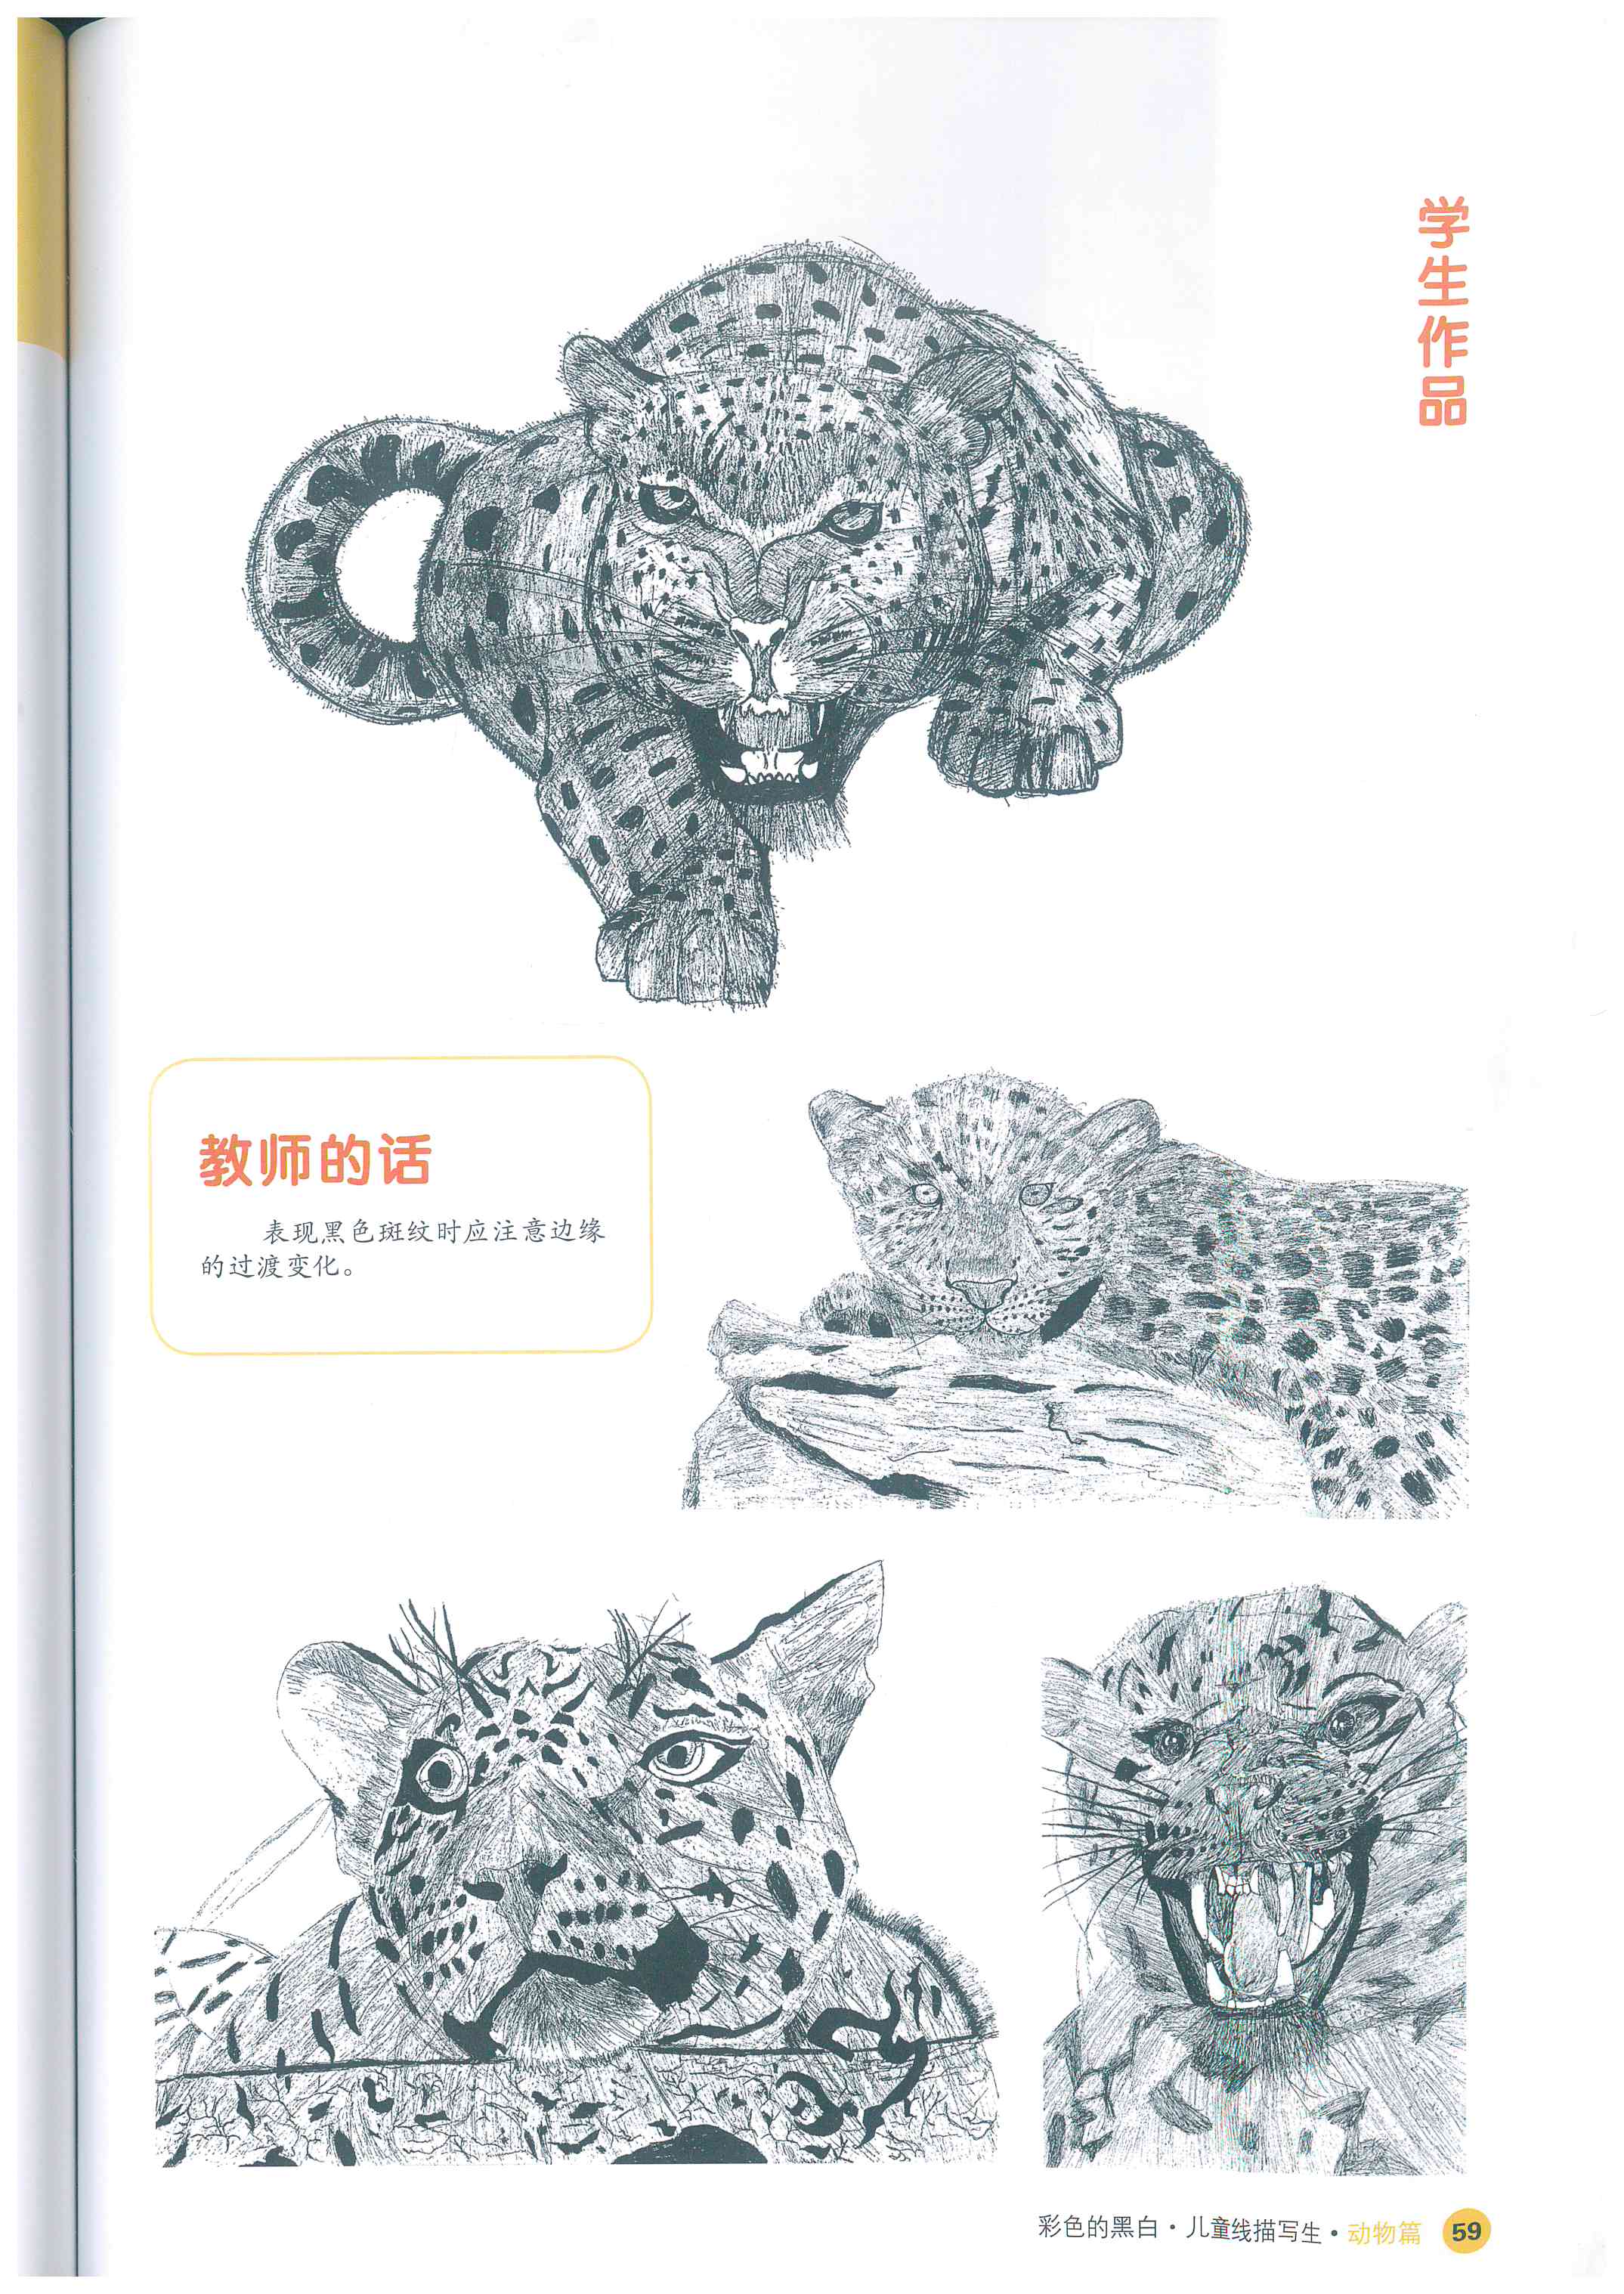 学生作品
教师的话
表现黑色斑纹时应注意边缘
的过渡变化。
彩色的黑白·儿童线描写生·动物篇 59